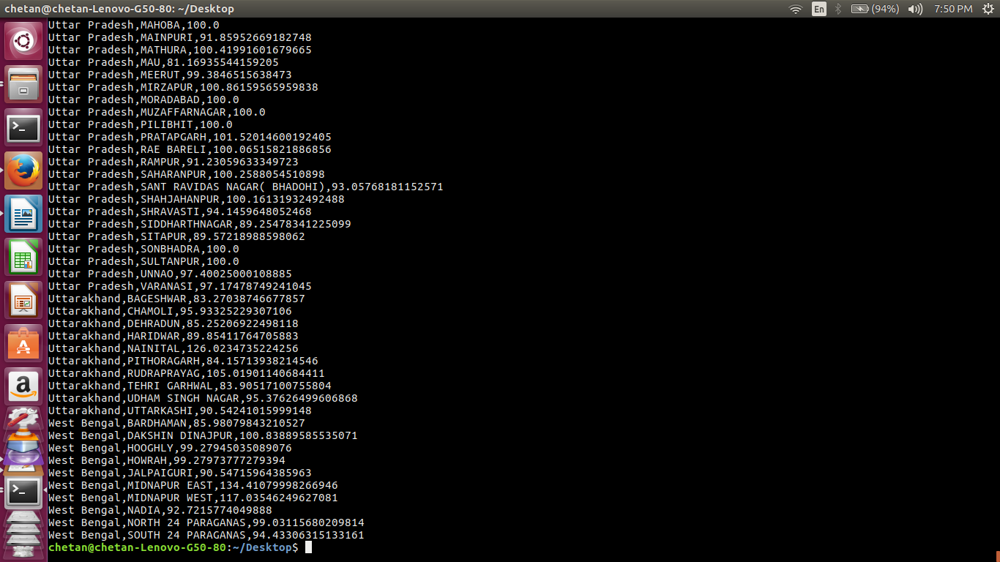 chetan@chetan-Lenovo-G50-80: ~/Desktop
En
(94%)
7:50 PM
Uttar Pradesh,MAHOBA,100.0
Uttar Pradesh,MAINPURI,91.85952669182748
Uttar Pradesh,MATHURA,100.41991601679665
Uttar Pradesh,MAU,81.16935544159205
Uttar Pradesh,MEERUT,99.3846515638473
Uttar Pradesh,MIRZAPUR,100.86159565959838
Uttar Pradesh,MORADABAD,100.0
Uttar Pradesh,MUZAFFARNAGAR,100.0
Uttar Pradesh,PILIBHIT,100.0
Uttar Pradesh,PRATAPGARH,101.52014600192405
Uttar Pradesh,RAE BARELI,100.06515821886856
Uttar Pradesh,RAMPUR,91.23059633349723
Uttar Pradesh,SAHARANPUR,100.2588054510898
Uttar Pradesh,SANT RAVIDAS NAGAR( BHADOHI),93.05768181152571
Uttar Pradesh,SHAHJAHANPUR,100.16131932492488
Uttar Pradesh,SHRAVASTI,94.1459648052468
Uttar Pradesh,SIDDHARTHNAGAR,89.25478341225099
Uttar Pradesh,SITAPUR,89.57218988598062
Uttar Pradesh,SONBHADRA,100.0
Uttar Pradesh,SULTANPUR,100.0
Uttar Pradesh,UNNAO,97.40025000108885
Uttar Pradesh,VARANASI,97.17478749241045
Uttarakhand,BAGESHWAR,83.27038746677857
Uttarakhand,CHAMOLI,95.93325229307106
Uttarakhand,DEHRADUN,85.25206922498118
Uttarakhand,HARIDWAR,89.85411764705883
Uttarakhand,NAINITAL,126.0234735224256
Uttarakhand,PITHORAGARH,84.15713938214546
Uttarakhand,RUDRAPRAYAG,105.01901140684411
Uttarakhand,TEHRI GARHWAL,83.90517100755804
Uttarakhand,UDHAM SINGH NAGAR,95.37626499606868
Uttarakhand,UTTARKASHI,90.54241015999148
West Bengal,BARDHAMAN,85.98079843210527
West Bengal,DAKSHIN DINAJPUR,100.83889585535071
West Bengal,HOOGHLY,99.27945035089076
West Bengal,HOWRAH,99.27973777279394
West Bengal,JALPAIGURI,90.54715964385963
West Bengal,MIDNAPUR EAST,134.41079998266946
West Bengal,MIDNAPUR WEST,117.03546249627081
West Bengal,NADIA,92.7215774049888
West Bengal,NORTH 24 PARAGANAS,99.03115680209814
West Bengal,SOUTH 24 PARAGANAS,94.43306315133161
chetan@chetan-Lenovo-G50-80:~/Desktop$